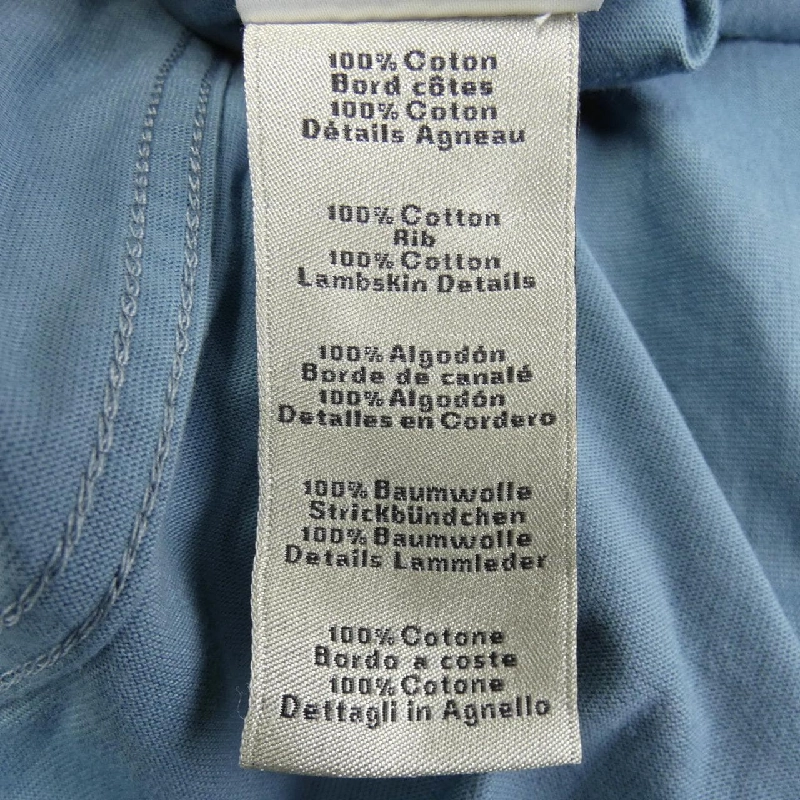 100% Coton
Bord côtes
100% Coton
Détails Agneau
100% Cotton
Rib
100% Cotton
Lambskin Details
100% Algodón
Borde de canalé
100% Algodón
Detalles en Cordero
100% Baumwolle
Strickbündchen
100% Baumwolle
Details Lammleder
100% Cotone
Bordo a coste
100% Cotone
Dettagli in Agnello